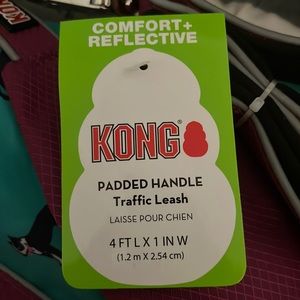 COMFORT+
REFLECTIVE
KONG
PADDED HANDLE
Traffic Leash
LAISSE POUR CHIEN
4 FT L X 1 IN W
(1.2 m X 2.54 cm)